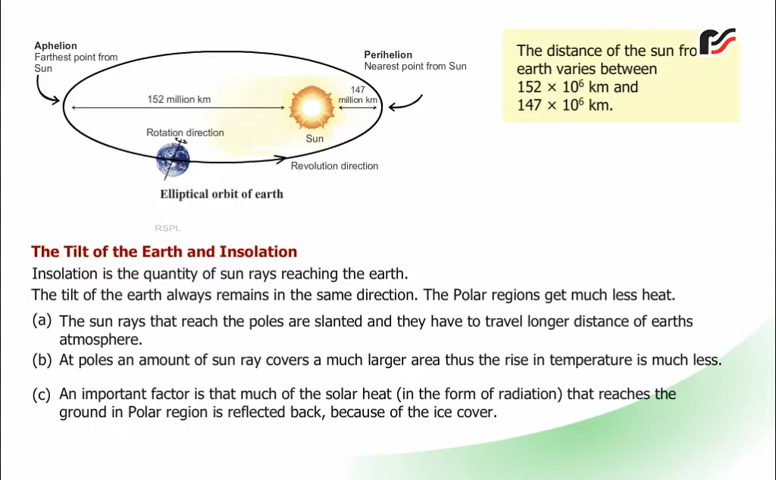 Aphelion
Farthest point from
Sun
Perihelion
Nearest point from Sun
152 million km
147
million km
Rotation direction
Sun
Revolution direction
Elliptical orbit of earth
The distance of the sun fro
earth varies between
152 × 10⁶ km and
147 × 10⁶ km.
RSPL
The Tilt of the Earth and Insolation
Insolation is the quantity of sun rays reaching the earth.
The tilt of the earth always remains in the same direction. The Polar regions get much less heat.
(a) The sun rays that reach the poles are slanted and they have to travel longer distance of earths
atmosphere.
(b) At poles an amount of sun ray covers a much larger area thus the rise in temperature is much less.
(c) An important factor is that much of the solar heat (in the form of radiation) that reaches the
ground in Polar region is reflected back, because of the ice cover.